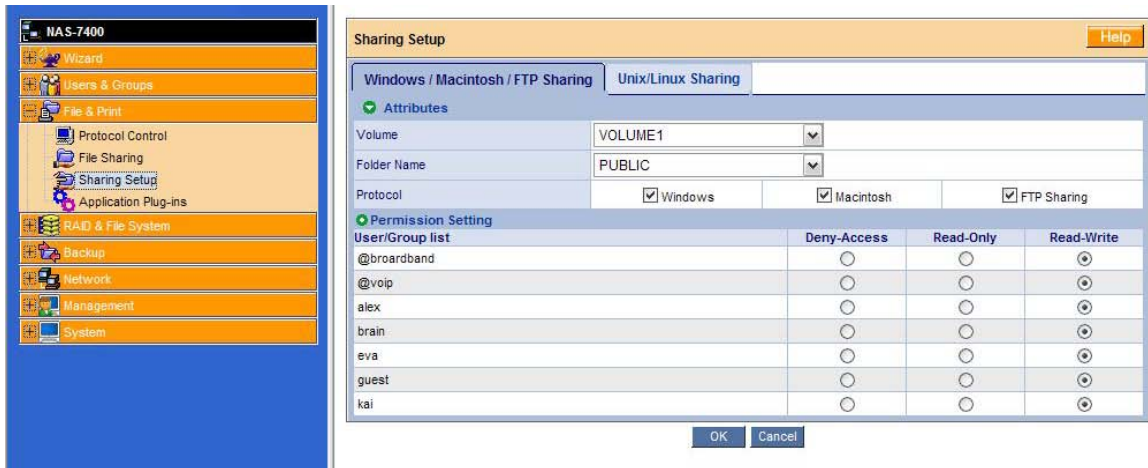 NAS-7400
Wizard
Users & Groups
File & Print
Protocol Control
File Sharing
Sharing Setup
Application Plug-ins
RAID & File System
Backup
Network
Management
System
Sharing Setup
Help
Windows / Macintosh / FTP Sharing
Unix/Linux Sharing
Attributes
Volume VOLUME1
Folder Name PUBLIC
Protocol Windows Macintosh FTP Sharing
Permission Setting
User/Group list Deny-Access Read-Only Read-Write
@broardband
@voip
alex
brain
eva
guest
kai
OK Cancel